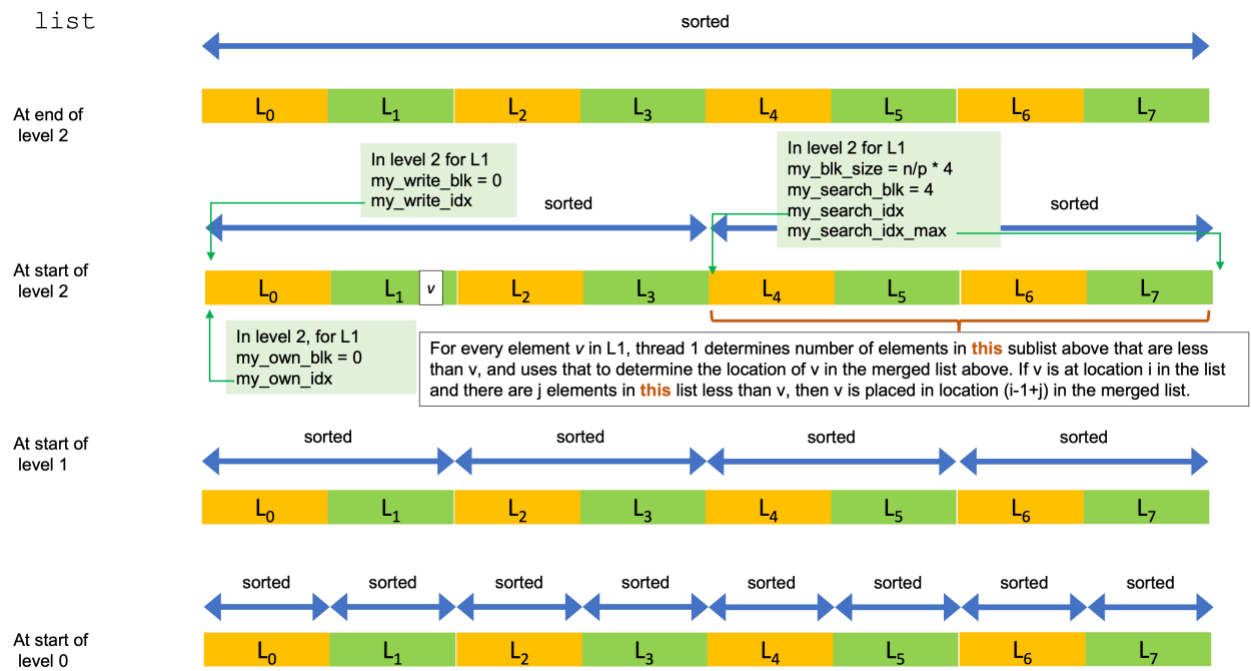 list
sorted
At end of
level 2
L0 L1 L2 L3 L4 L5 L6 L7
In level 2 for L1
my_write_blk = 0
my_write_idx
sorted
In level 2 for L1
my_blk_size = n/p * 4
my_search_blk = 4
my_search_idx
my_search_idx_max
sorted
At start of
level 2
L0 L1 v L2 L3 L4 L5 L6 L7
In level 2, for L1
my_own_blk = 0
my_own_idx
For every element v in L1, thread 1 determines number of elements in this sublist above that are less
than v, and uses that to determine the location of v in the merged list above. If v is at location i in the list
and there are j elements in this list less than v, then v is placed in location (i-1+j) in the merged list.
At start of
level 1
sorted sorted sorted sorted
L0 L1 L2 L3 L4 L5 L6 L7
sorted sorted sorted sorted sorted sorted sorted sorted
At start of
level 0
L0 L1 L2 L3 L4 L5 L6 L7